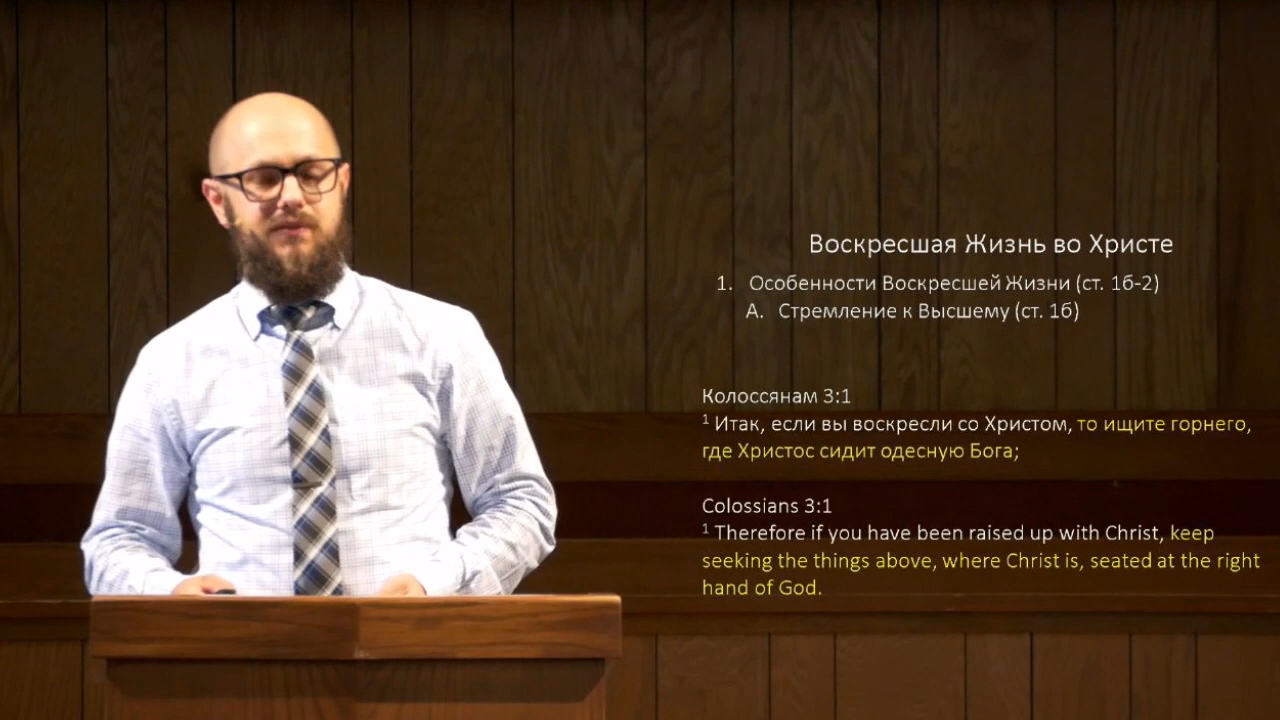 Воскресшая Жизнь во Христе
1. Особенности Воскресшей Жизни (ст. 1б-2)
А. Стремление к Высшему (ст. 1б)
Колоссянам 3:1
1 Итак, если вы воскресли со Христом, то ищите горнего,
где Христос сидит одесную Бога;
Colossians 3:1
1 Therefore if you have been raised up with Christ, keep
seeking the things above, where Christ is, seated at the right
hand of God.